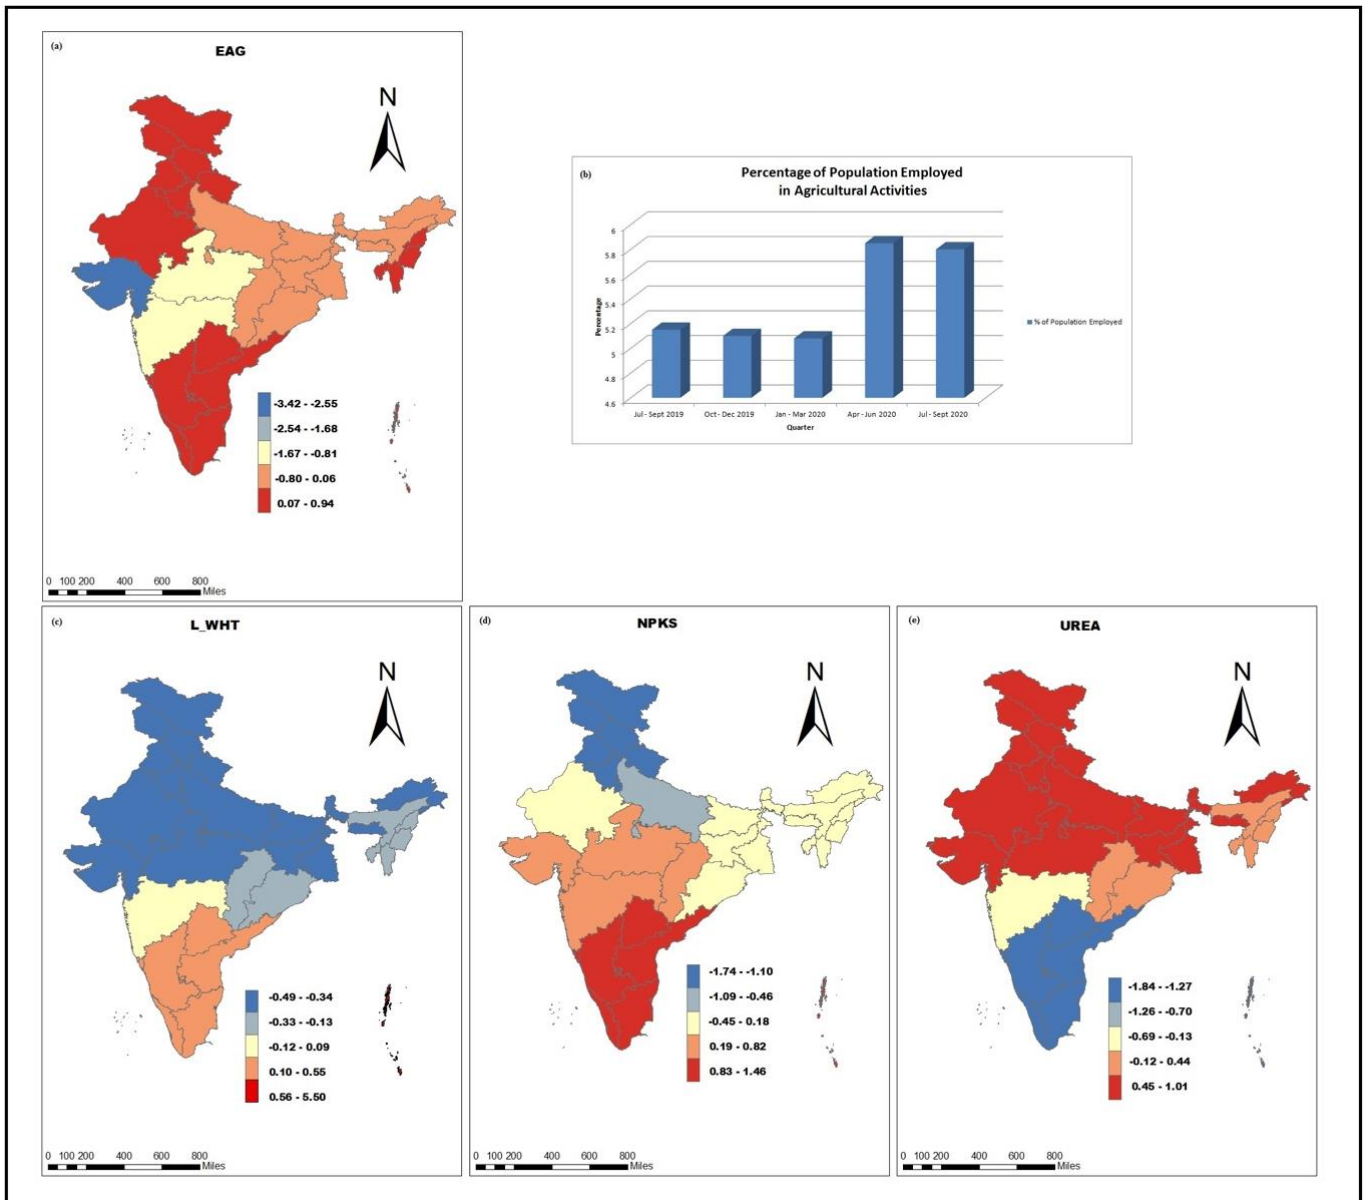 (a)
EAG
N
-3.42 - -2.55
-2.54 - -1.68
-1.67 - -0.81
-0.80 - 0.06
0.07 - 0.94
0 100 200 400 600 800
Miles
(b)
Percentage of Population Employed
in Agricultural Activities
Percentage
6
5.8
5.6
5.4
5.2
5
4.8
4.6
Jul - Sept 2019 Oct - Dec 2019 Jan - Mar 2020 Apr - Jun 2020 Jul - Sept 2020
Quarter
% of Population Employed
(c)
L_WHT
N
-0.49 - -0.34
-0.33 - -0.13
-0.12 - 0.09
0.10 - 0.55
0.56 - 5.50
0 100 200 400 600 800
Miles
(d)
NPKS
N
-1.74 - -1.10
-1.09 - -0.46
-0.45 - 0.18
0.19 - 0.82
0.83 - 1.46
0 100 200 400 600 800
Miles
(e)
UREA
N
-1.84 - -1.27
-1.26 - -0.70
-0.69 - -0.13
-0.12 - 0.44
0.45 - 1.01
0 100 200 400 600 800
Miles